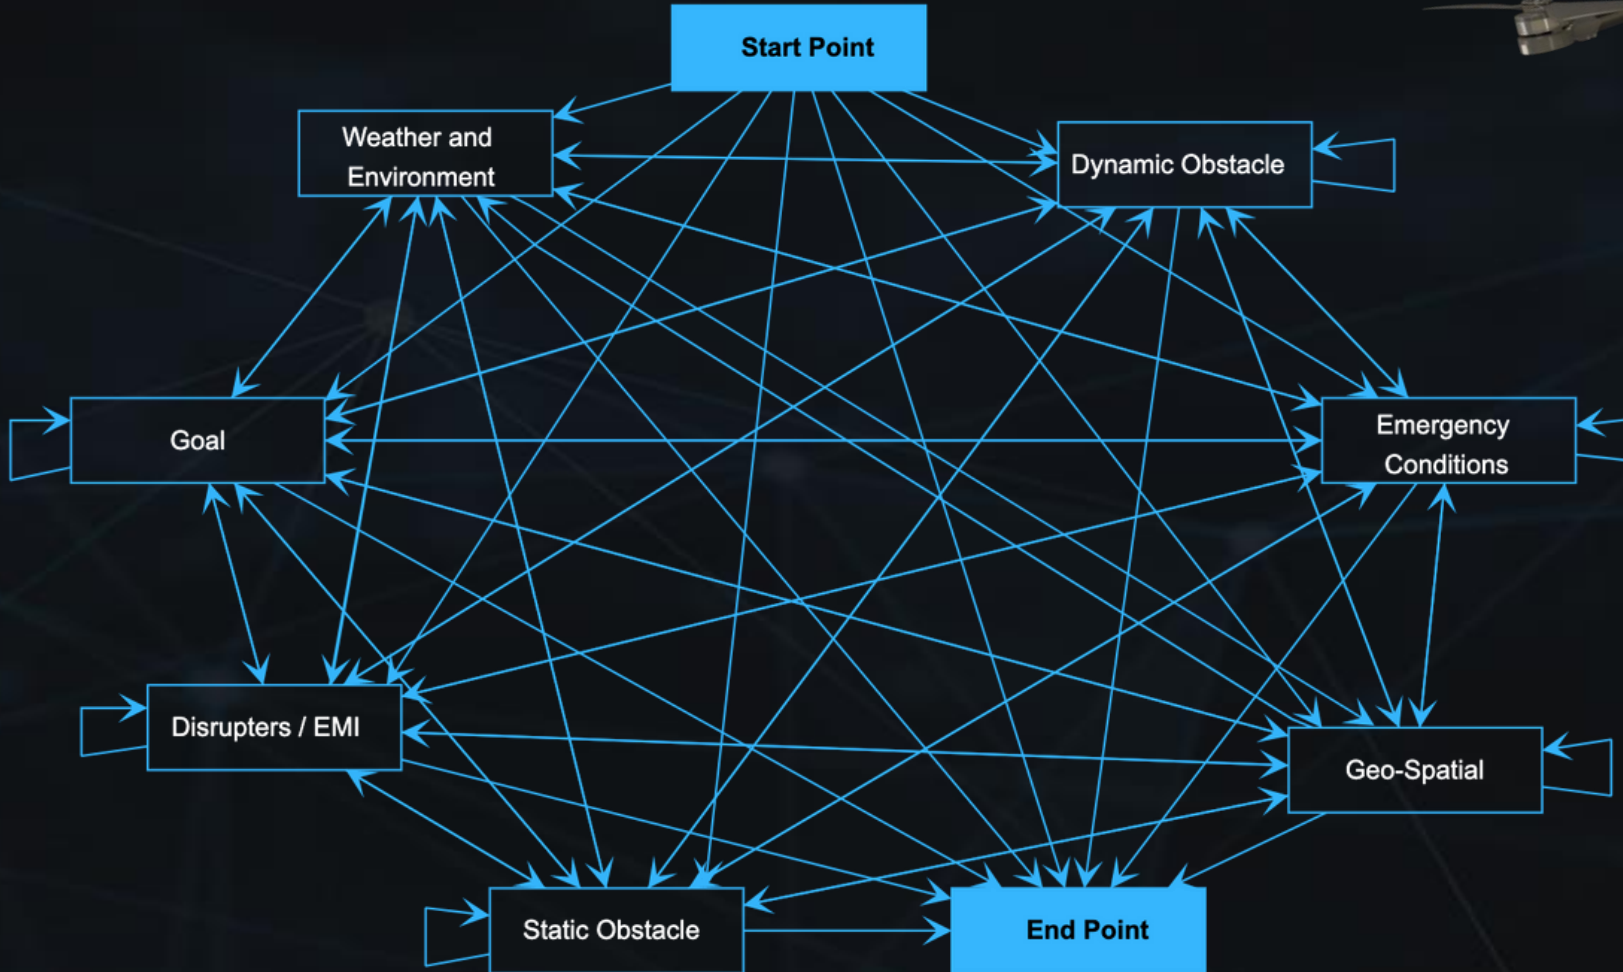 Start Point
Weather and
Environment
Dynamic Obstacle
Goal
Emergency
Conditions
Disrupters / EMI
Geo-Spatial
Static Obstacle
End Point